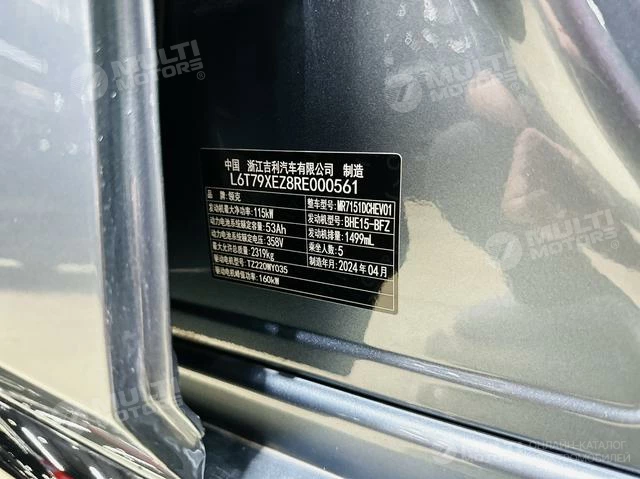 MULTI
MOTORS®
MULTI
MOTORS
中国 浙江吉利汽车有限公司 制造
L6T79XEZ8RE000561
品牌:领克 整车型号:MR7151DCHEV01
发动机最大净功率:115kW 发动机型号:BHE15-BFZ
动力电池系统额定容量:53Ah 发动机排量:1499mL
动力电池系统额定电压:358V 乘坐人数:5
最大允许总质量:2319kg 制造年月:2024年04月
驱动电机型号:TZ220WY035
驱动电机峰值功率:160kW
ОНЛАЙН-КАТАЛОГ
АВТОМОБИЛЕЙ